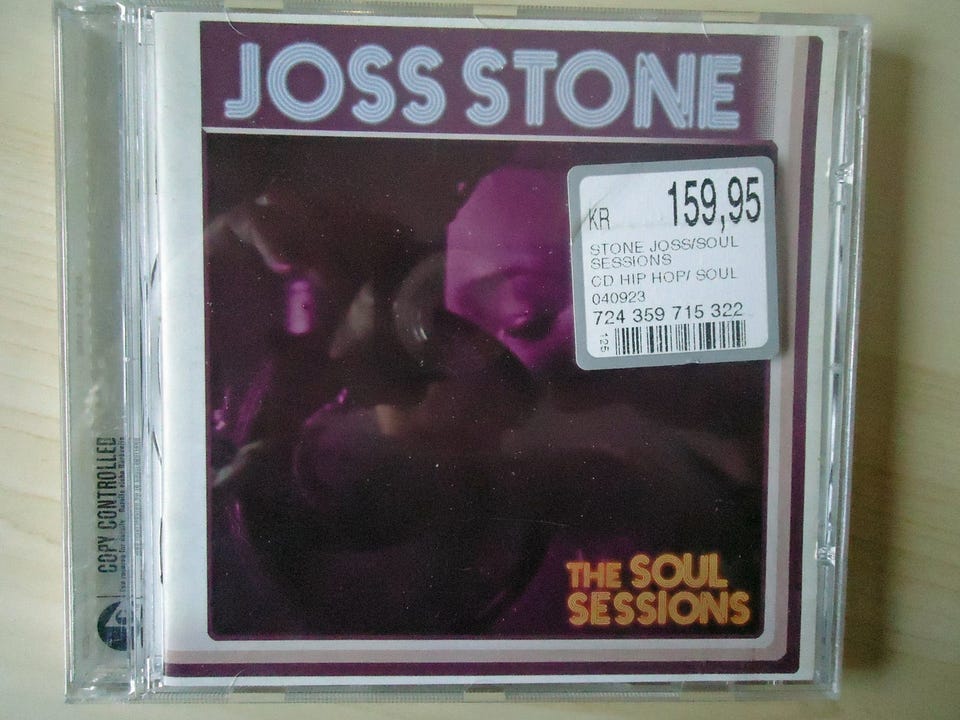 JOSS STONE
KR 159,95
STONE JOSS/SOUL
SESSIONS
CD HIP HOP/ SOUL
040923
724 359 715 322
125
THE SOUL
SESSIONS
COPY CONTROLLED